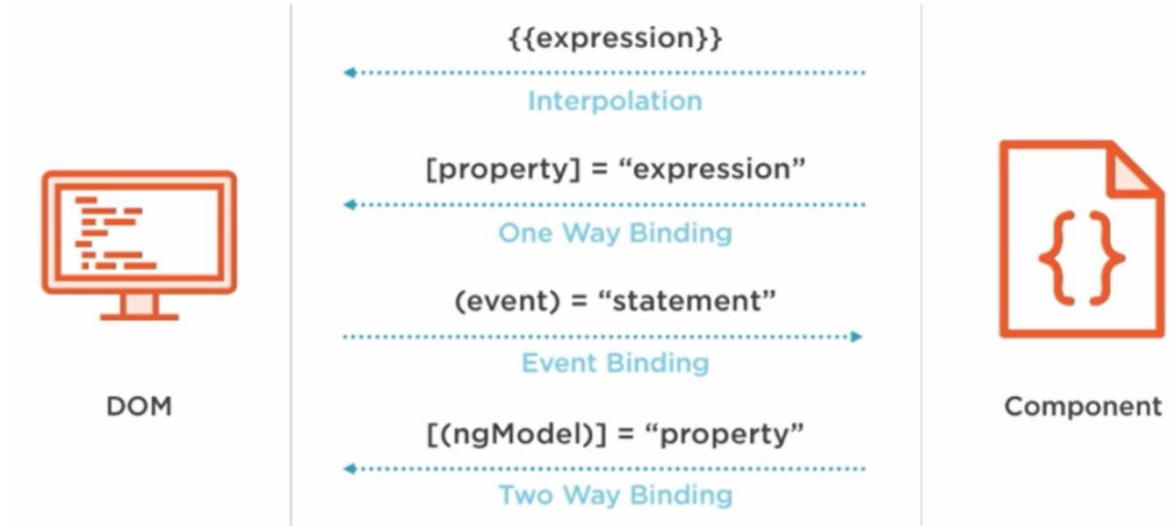 {{expression}}
Interpolation
[property] = “expression”
One Way Binding
(event) = “statement”
Event Binding
[(ngModel)] = “property”
Two Way Binding
DOM
Component
{ }